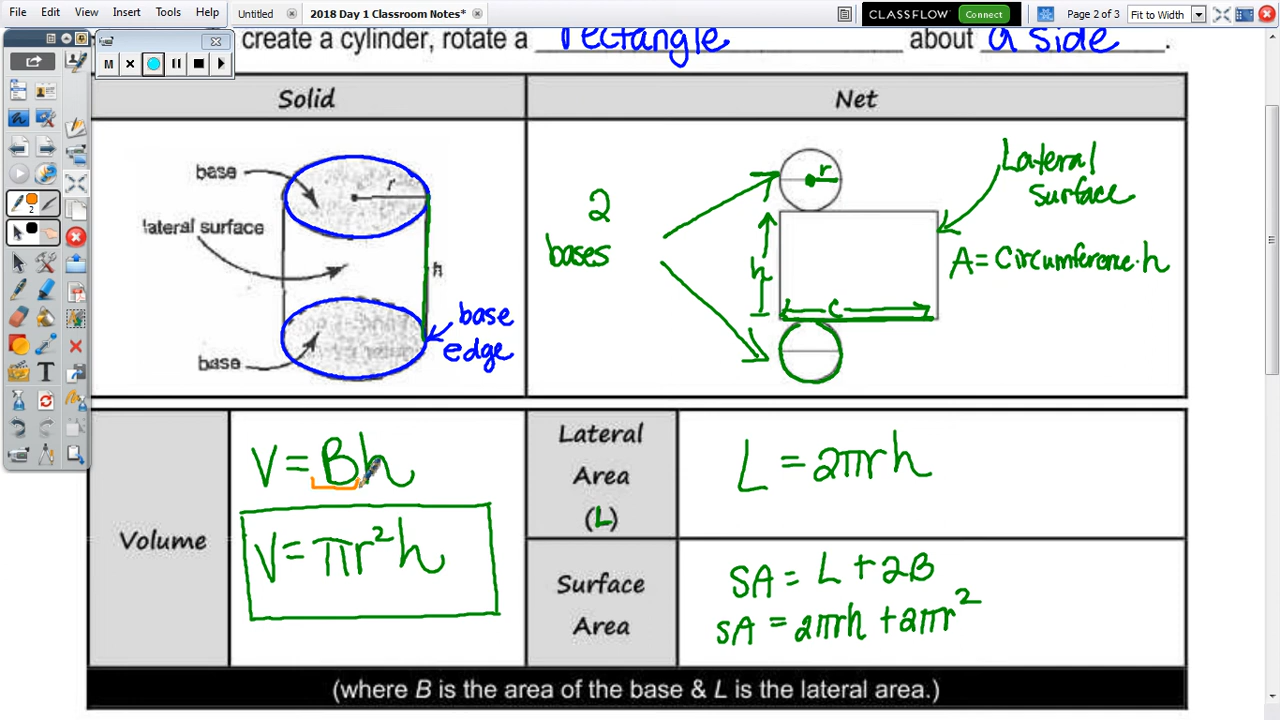 File Edit View Insert Tools Help Untitled 2018 Day 1 Classroom Notes* CLASSFLOW Connect Page 2 of 3 Fit to Width
create a cylinder, rotate a rectangle about a side.
M
Solid
Net
base
r
lateral surface
h
base
base edge
2 bases
r
h
C
Lateral Surface
A = Circumference · h
Volume
V = Bh
V = πr²h
Lateral Area (L)
L = 2πrh
Surface Area
SA = L + 2B
SA = 2πrh + 2πr²
(where B is the area of the base & L is the lateral area.)
2
T